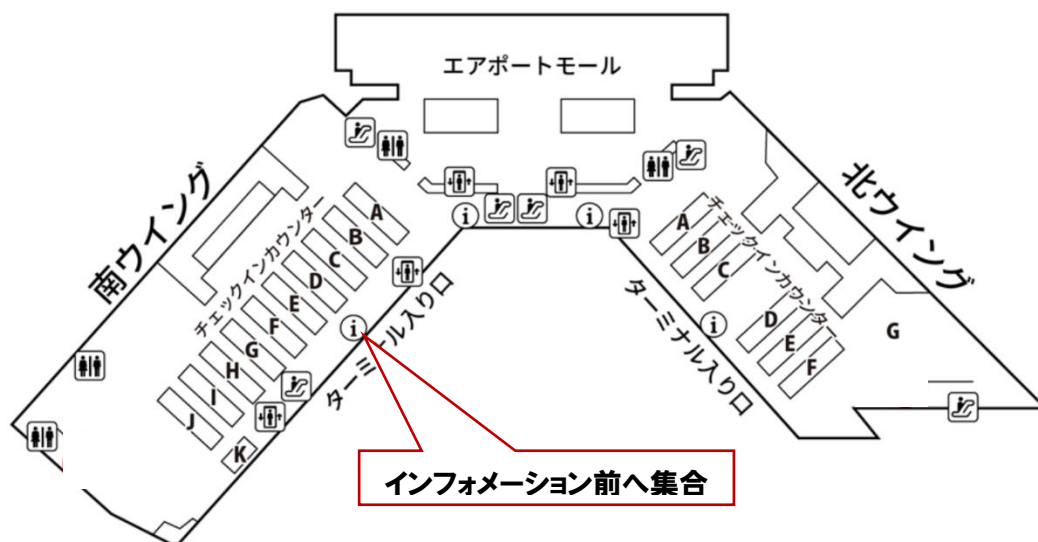 エアポートモール
南ウイング
チェックインカウンター
A
B
C
D
E
F
G
H
I
J
K
ターミナル入り口
i
i
i
i
北ウイング
チェックインカウンター
A
B
C
D
E
F
G
ターミナル入り口
インフォメーション前へ集合